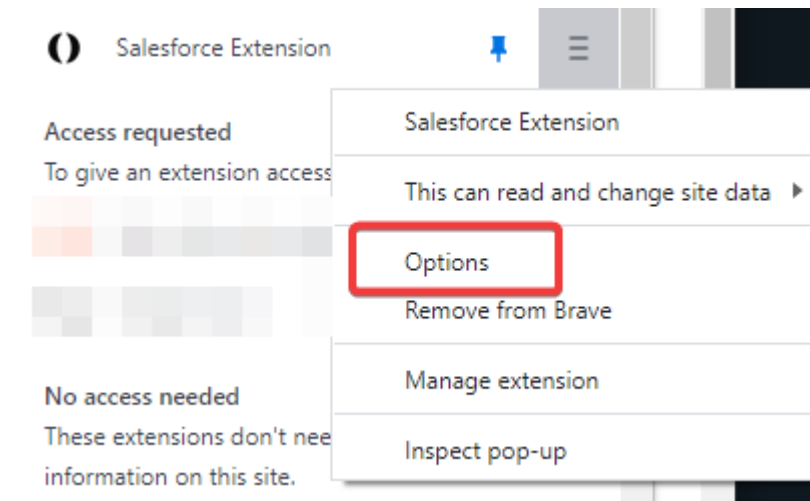 Salesforce Extension
Access requested
To give an extension access
No access needed
These extensions don't nee
information on this site.
Salesforce Extension
This can read and change site data
Options
Remove from Brave
Manage extension
Inspect pop-up